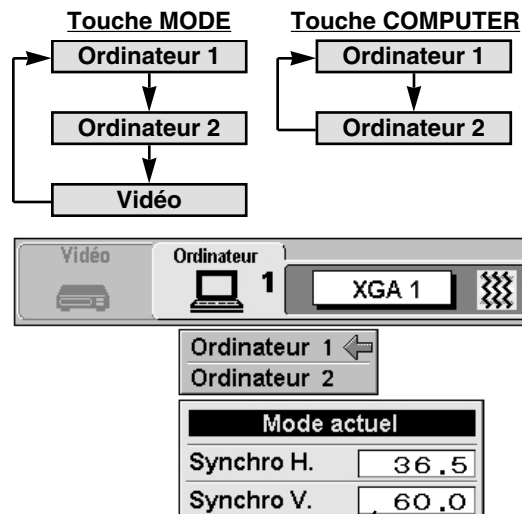 Touche MODE Touche COMPUTER
Ordinateur 1 Ordinateur 1
Ordinateur 2 Ordinateur 2
Vidéo
Vidéo Ordinateur
1 XGA 1
Ordinateur 1
Ordinateur 2
Mode actuel
Synchro H. 36.5
Synchro V. 60.0